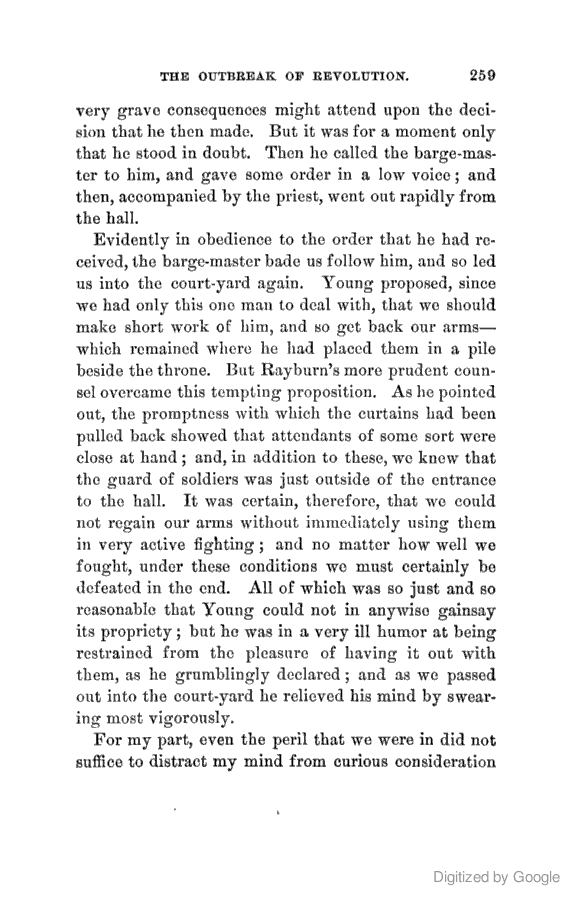 THE OUTBREAK OF REVOLUTION. 259
very grave consequences might attend upon the deci-
sion that he then made. But it was for a moment only
that he stood in doubt. Then he called the barge-mas-
ter to him, and gave some order in a low voice; and
then, accompanied by the priest, went out rapidly from
the hall.
Evidently in obedience to the order that he had re-
ceived, the barge-master bade us follow him, and so led
us into the court-yard again. Young proposed, since
we had only this one man to deal with, that we should
make short work of him, and so get back our arms—
which remained where he had placed them in a pile
beside the throne. But Rayburn's more prudent coun-
sel overcame this tempting proposition. As he pointed
out, the promptness with which the curtains had been
pulled back showed that attendants of some sort were
close at hand; and, in addition to these, we knew that
the guard of soldiers was just outside of the entrance
to the hall. It was certain, therefore, that we could
not regain our arms without immediately using them
in very active fighting; and no matter how well we
fought, under these conditions we must certainly be
defeated in the end. All of which was so just and so
reasonable that Young could not in anywise gainsay
its propriety; but he was in a very ill humor at being
restrained from the pleasure of having it out with
them, as he grumblingly declared; and as we passed
out into the court-yard he relieved his mind by swear-
ing most vigorously.
For my part, even the peril that we were in did not
suffice to distract my mind from curious consideration
Digitized by Google